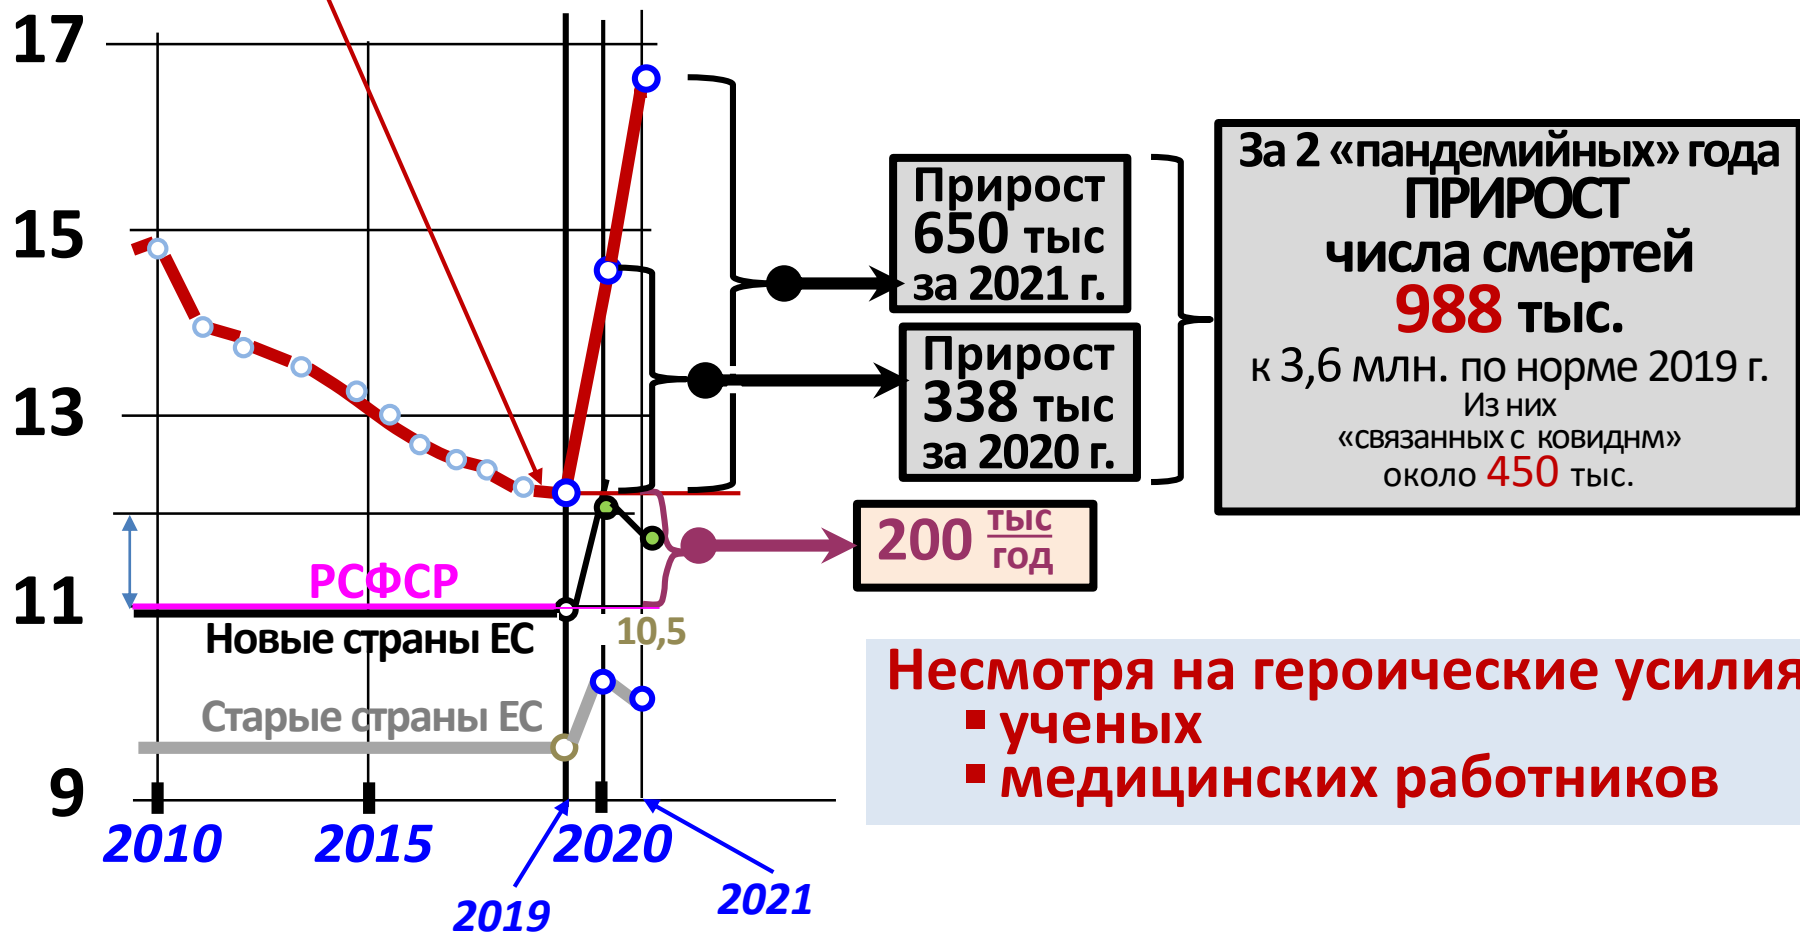 17
15
13
11
9
РСФСР
Новые страны ЕС
Старые страны ЕС
10,5
2010
2015
2020
2019
2021
Прирост
650 тыс
за 2021 г.
Прирост
338 тыс
за 2020 г.
200 тыс
год
За 2 «пандемийных» года
ПРИРОСТ
числа смертей
988 тыс.
к 3,6 млн. по норме 2019 г.
Из них
«связанных с ковиднм»
около 450 тыс.
Несмотря на героические усилия
▪ ученых
▪ медицинских работников